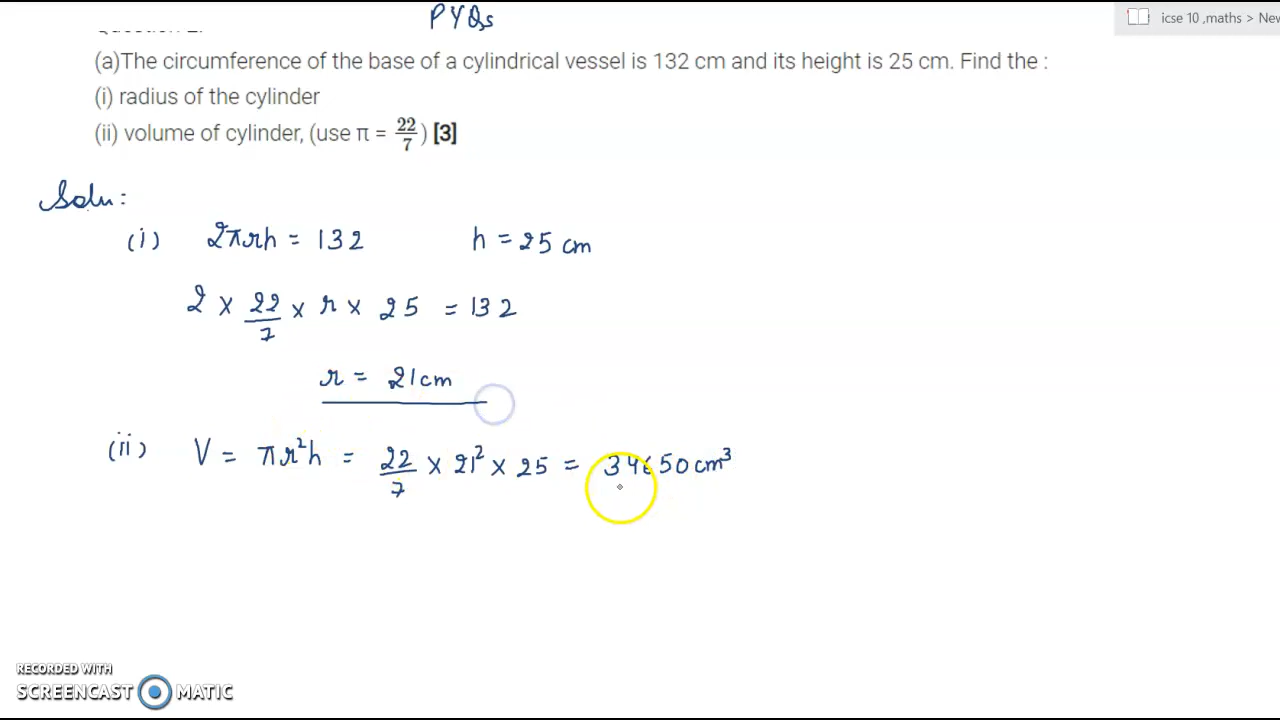 PYQs
icse 10 ,maths > New
(a)The circumference of the base of a cylindrical vessel is 132 cm and its height is 25 cm. Find the :
(i) radius of the cylinder
(ii) volume of cylinder, (use π = 22/7) [3]
Solu:
(i) 2πrh = 132 h = 25 cm
2 × 22/7 × r × 25 = 132
r = 21cm
(ii) V = πr²h = 22/7 × 21² × 25 = 34650 cm³
RECORDED WITH
SCREENCAST MATIC